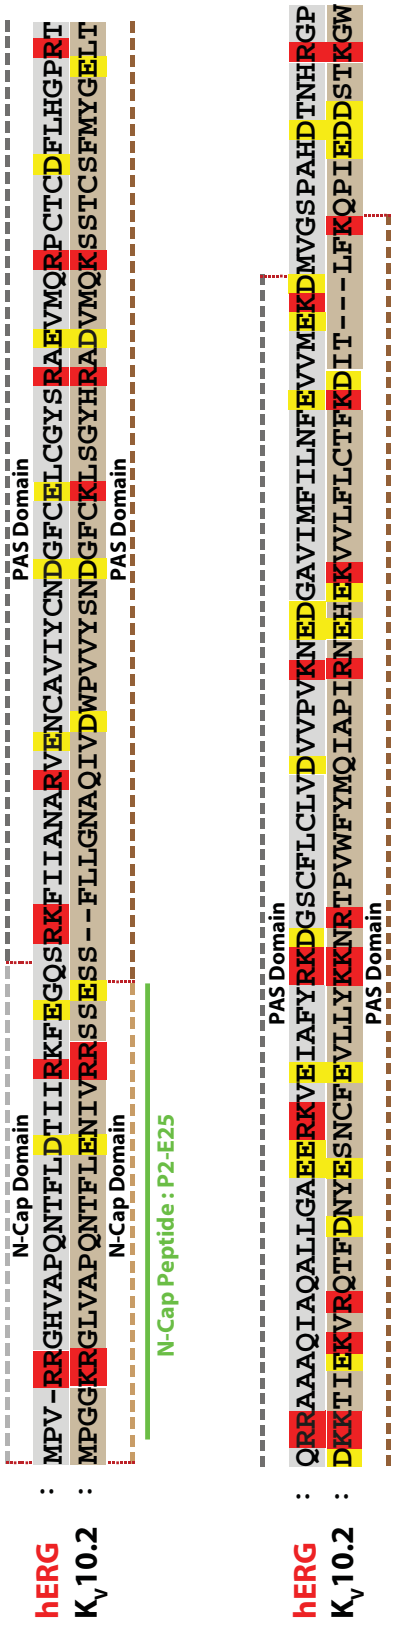 N-Cap Domain PAS Domain
hERG : MPV-RRGHVAPQNTFLDTIIRKFEGQSRKFIIANARVENCAVIYCNDGFCELCGYSRAEVMQRPCTCDFLHGPRT
KV10.2 : MPGGKRGLVAPQNTFLENIVRRSSESS--FLLGNAQIVDWPVVYSNDGFCKLSGYHRADVMQKSSTCSFMYGELT
N-Cap Domain PAS Domain
N-Cap Peptide : P2-E25
PAS Domain
hERG : QRRAAAQIAQALLGAEERKVEIAFYRKDGSCFLCLVDVVPVKNEDGAVIMFILNFEVVMEKDMVGSPAHDTNHRGP
KV10.2 : DKKTIEKVRQTFDNYESNCFEVLLYKKNRTPVWFYMQIAPIRNEHEKVVLFLCTFKDIT---LFKQPIEDDSTKGW
PAS Domain